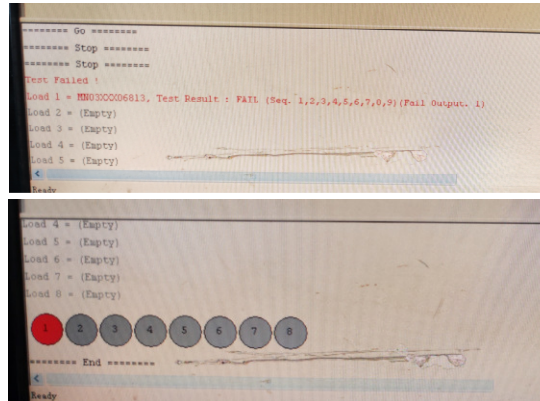 ======== Go ========
======== Stop ========
======== Stop ========
Test Failed !
Load 1 = MN03XXX06813, Test Result : FAIL (Seq. 1,2,3,4,5,6,7,0,9)(Fail Output. 1)
Load 2 = (Empty)
Load 3 = (Empty)
Load 4 = (Empty)
Load 5 = (Empty)
Ready
Load 4 = (Empty)
Load 5 = (Empty)
Load 6 = (Empty)
Load 7 = (Empty)
Load 8 = (Empty)
1 2 3 4 5 6 7 8
======== End ========
Ready